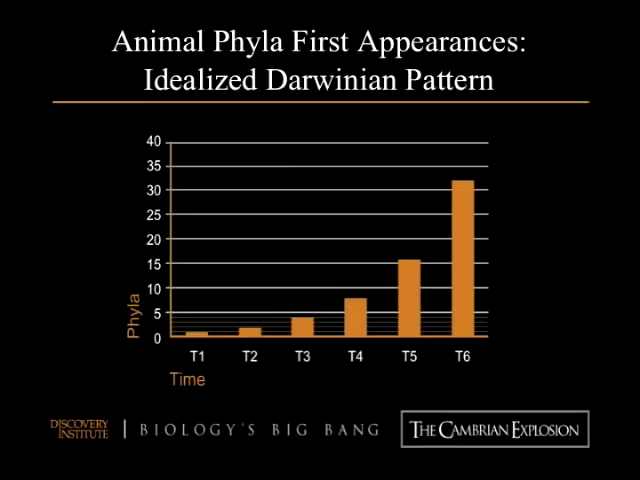 Animal Phyla First Appearances:
Idealized Darwinian Pattern
40
35
30
25
20
15
10
5
0
Phyla
T1 T2 T3 T4 T5 T6
Time
DISCOVERY
INSTITUTE
BIOLOGY'S BIG BANG
THE CAMBRIAN EXPLOSION